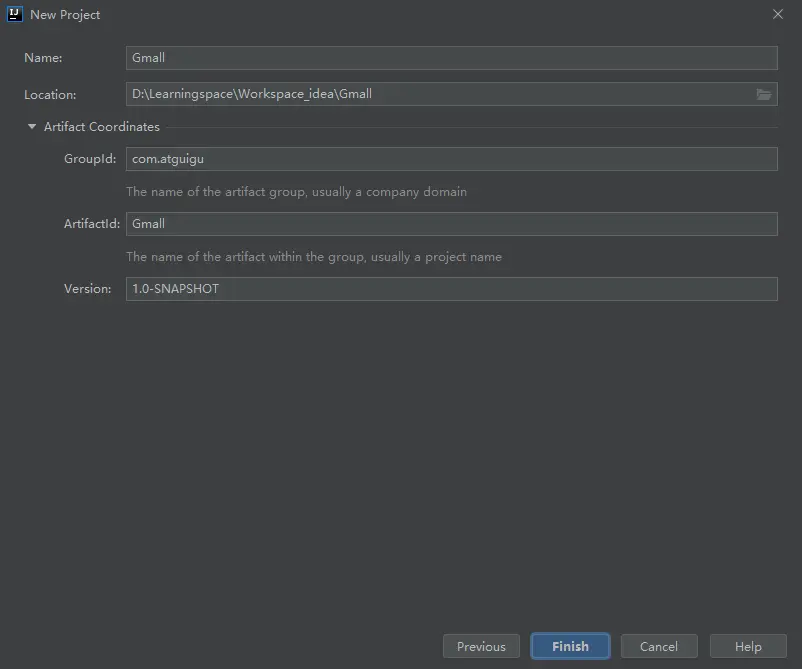 New Project
Name: Gmall
Location: D:\Learningspace\Workspace_idea\Gmall
Artifact Coordinates
GroupId: com.atguigu
The name of the artifact group, usually a company domain
ArtifactId: Gmall
The name of the artifact within the group, usually a project name
Version: 1.0-SNAPSHOT
Previous Finish Cancel Help